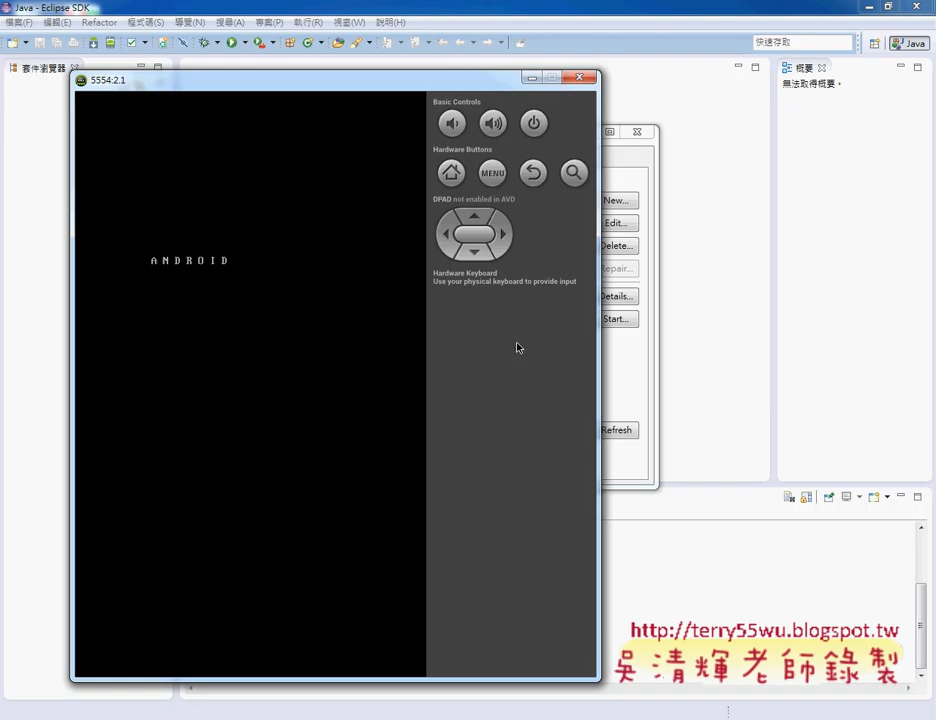 Java - Eclipse SDK
檔案(F) 編輯(E) Refactor 程式碼(S) 導覽(N) 搜尋(A) 專案(P) 執行(R) 視窗(W) 說明(H)
快速存取
Java
套件瀏覽器
概要
無法取得概要。
5554:2.1
Basic Controls
Hardware Buttons
MENU
DPAD not enabled in AVD
Hardware Keyboard
Use your physical keyboard to provide input
ANDROID
New...
Edit...
Delete...
Repair...
Details...
Start...
Refresh
http://terry55wu.blogspot.tw
吳清輝老師錄製